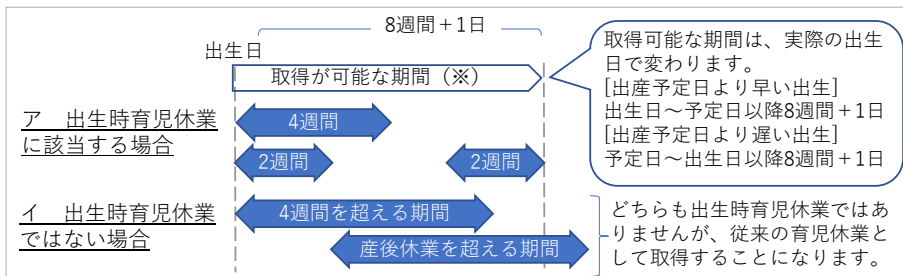 8週間＋1日
出生日
取得が可能な期間（※）
ア　出生時育児休業
に該当する場合
4週間
2週間
2週間
イ　出生時育児休業
ではない場合
4週間を超える期間
産後休業を超える期間
取得可能な期間は、実際の出生
日で変わります。
[出産予定日より早い出生]
出生日～予定日以降8週間＋1日
[出産予定日より遅い出生]
予定日～出生日以降8週間＋1日
どちらも出生時育児休業ではあ
りませんが、従来の育児休業と
して取得することになります。